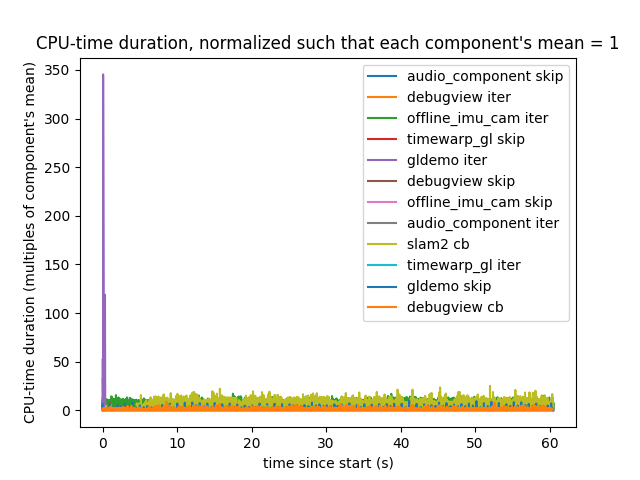 CPU-time duration, normalized such that each component's mean = 1
CPU-time duration (multiples of component's mean)
350
300
250
200
150
100
50
0
audio_component skip
debugview iter
offline_imu_cam iter
timewarp_gl skip
gldemo iter
debugview skip
offline_imu_cam skip
audio_component iter
slam2 cb
timewarp_gl iter
gldemo skip
debugview cb
0 10 20 30 40 50 60
time since start (s)